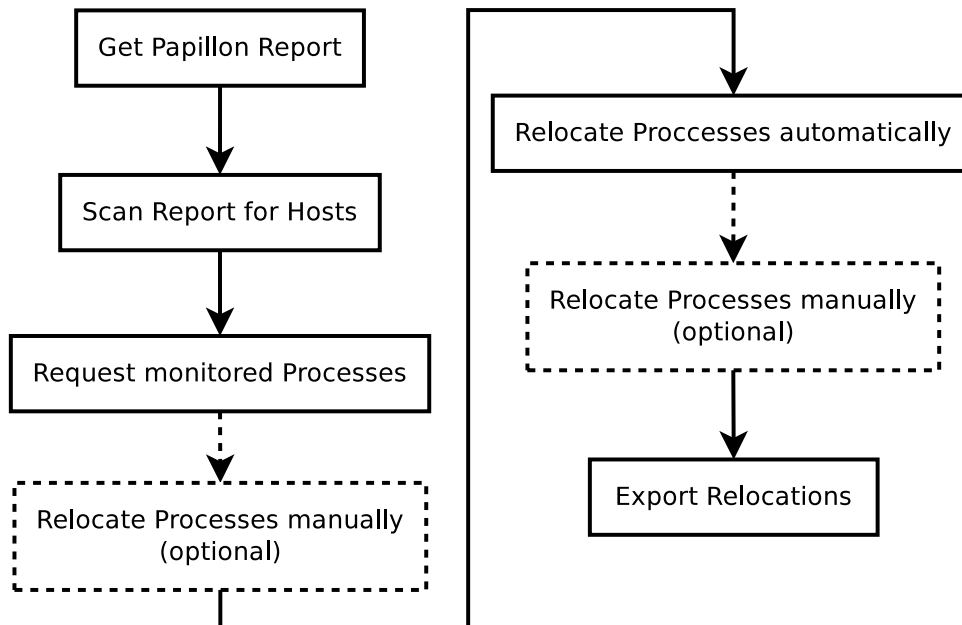 Get Papillon Report
Scan Report for Hosts
Request monitored Processes
Relocate Processes manually
(optional)
Relocate Proccesses automatically
Relocate Processes manually
(optional)
Export Relocations